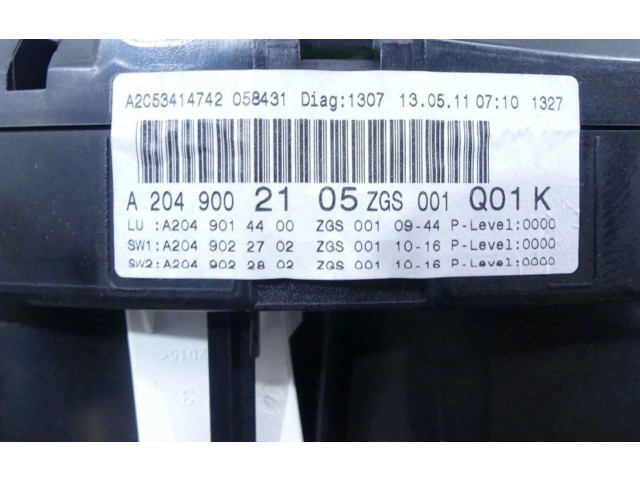 A2C53414742 058431 Diag:1307 13.05.11 07:10 1327
A 204 900 21 05 ZGS 001 Q01 K
LU :A204 901 44 00 ZGS 001 09-44 P-Level:0000
SW1:A204 902 27 02 ZGS 001 10-16 P-Level:0000
SW2:A204 902 28 02 ZGS 001 10-16 P-Level:0000
3